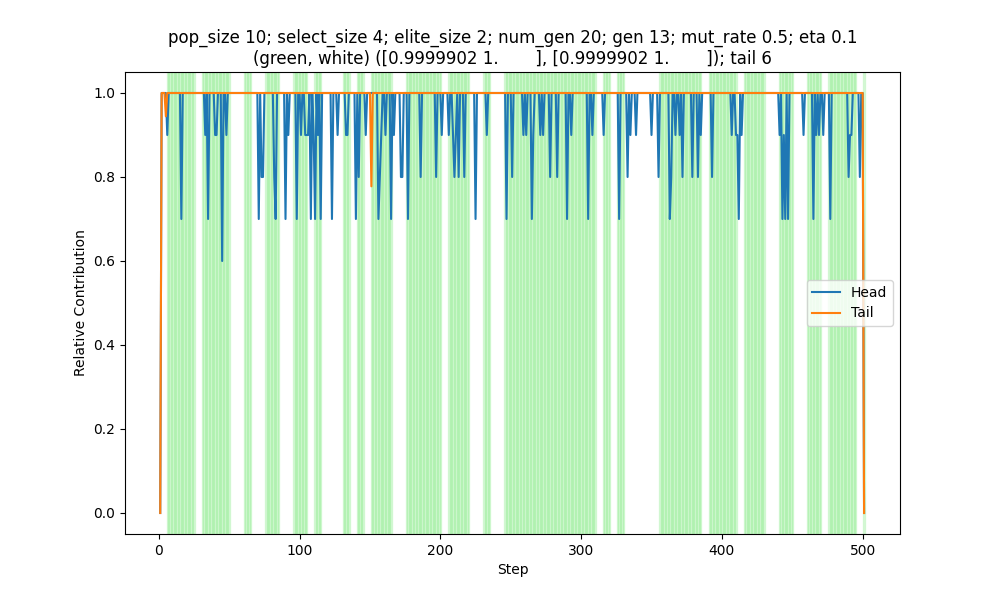 pop_size 10; select_size 4; elite_size 2; num_gen 20; gen 13; mut_rate 0.5; eta 0.1
(green, white) ([0.9999902 1.        ], [0.9999902 1.        ]); tail 6
1.0
0.8
0.6
0.4
0.2
0.0
Relative Contribution
Head
Tail
0
100
200
300
400
500
Step